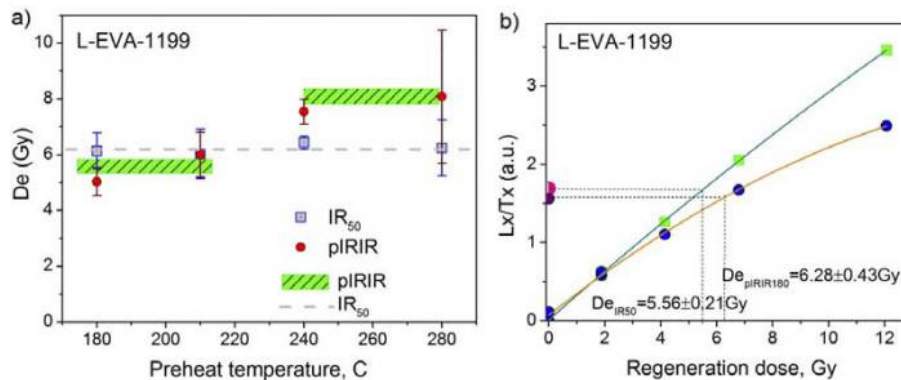 a)
L-EVA-1199
De (Gy)
10
8
6
4
2
0
IR50
pIRIR
pIRIR
IR50
180 200 220 240 260 280
Preheat temperature, C
b)
L-EVA-1199
Lx/Tx (a.u.)
3
2
1
0
DepIRIR180=6.28±0.43Gy
DeIR50=5.56±0.21Gy
0 2 4 6 8 10 12
Regeneration dose, Gy